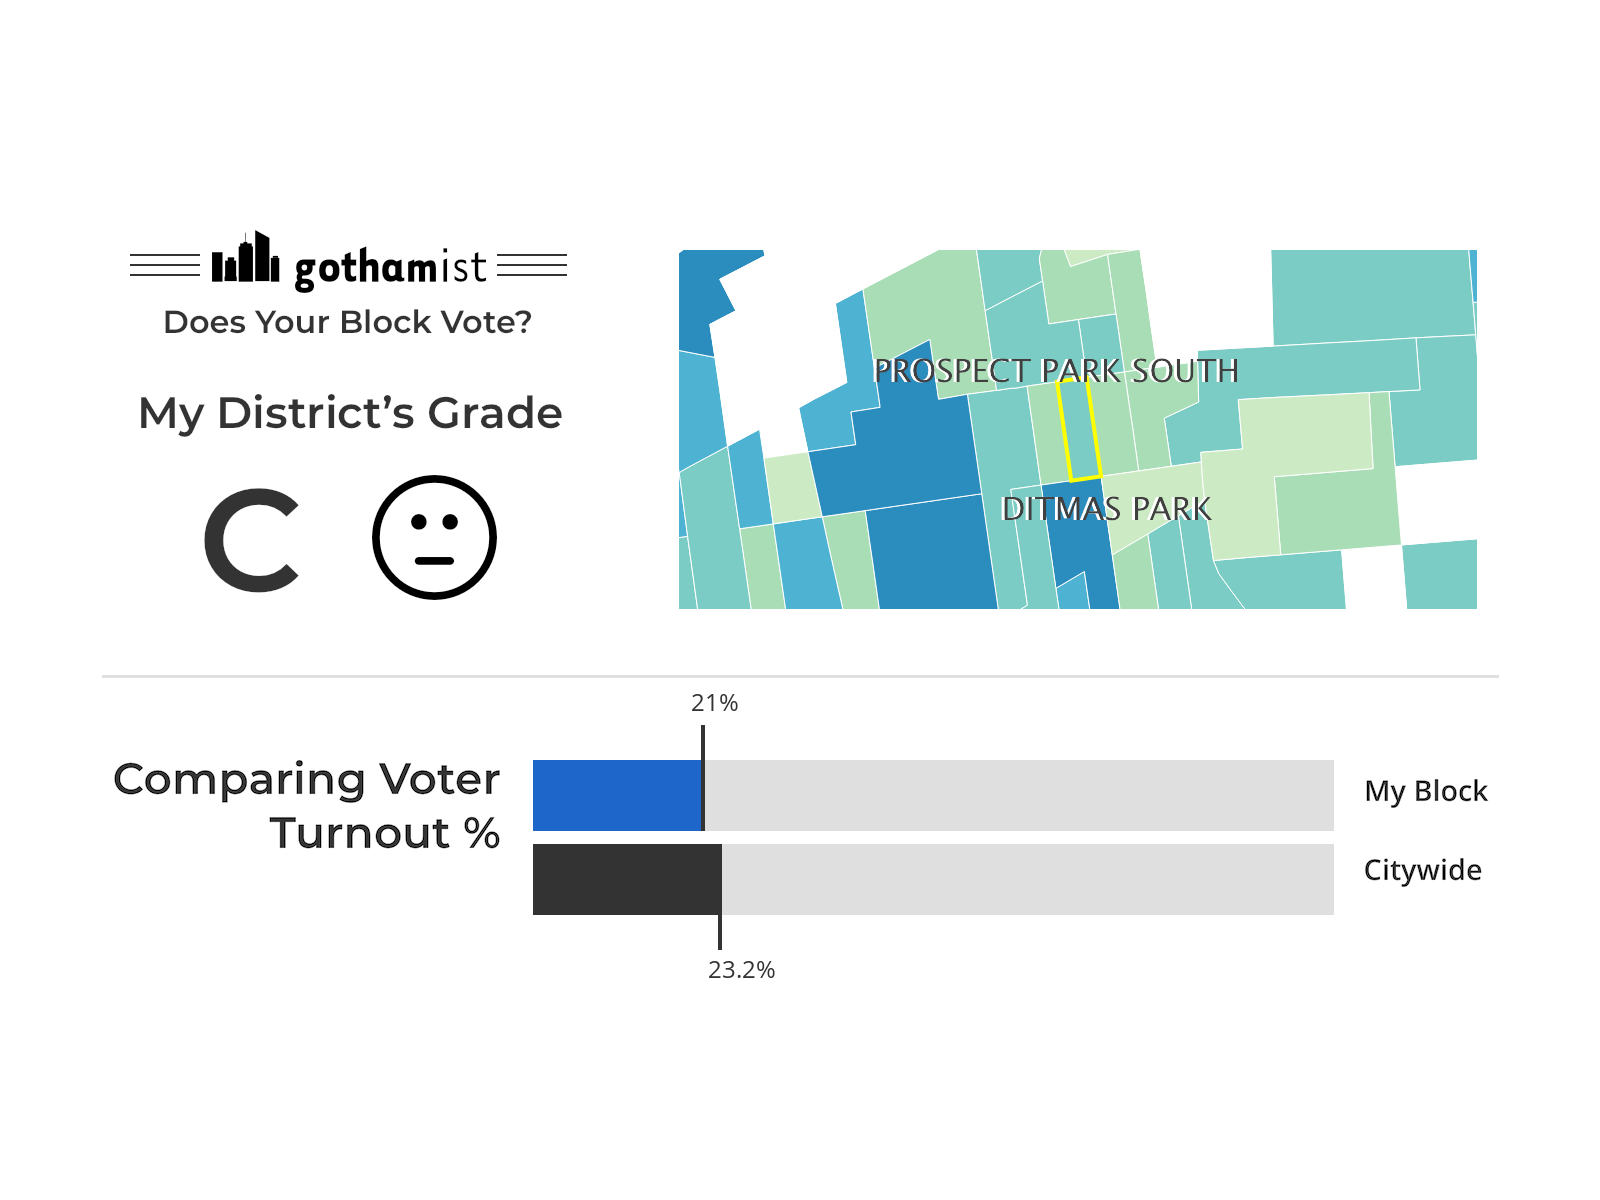 gothamist
Does Your Block Vote?
My District's Grade
C
PROSPECT PARK SOUTH
DITMAS PARK
Comparing Voter
Turnout %
21%
My Block
Citywide
23.2%